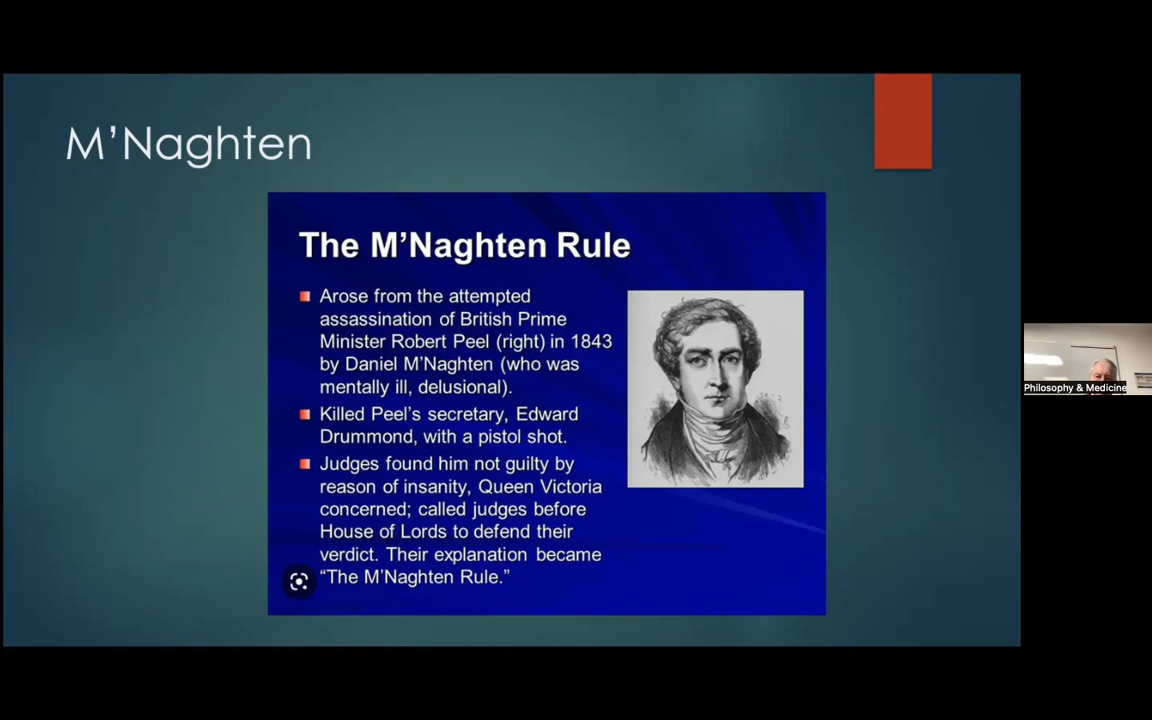 M’Naghten
The M’Naghten Rule
Arose from the attempted
assassination of British Prime
Minister Robert Peel (right) in 1843
by Daniel M’Naghten (who was
mentally ill, delusional).
Killed Peel’s secretary, Edward
Drummond, with a pistol shot.
Judges found him not guilty by
reason of insanity, Queen Victoria
concerned; called judges before
House of Lords to defend their
verdict. Their explanation became
“The M’Naghten Rule.”
Philosophy & Medicine